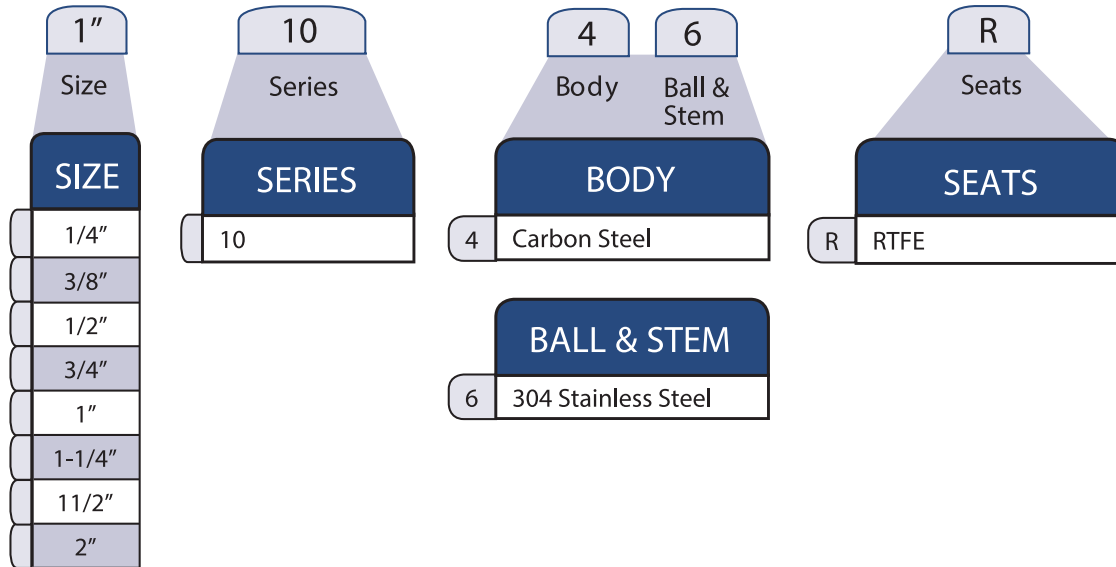 1”
10
4
6
R
Size
Series
Body
Ball &
Stem
Seats
SIZE
1/4”
3/8”
1/2”
3/4”
1”
1-1/4”
11/2”
2”
SERIES
10
BODY
4
Carbon Steel
BALL & STEM
6
304 Stainless Steel
SEATS
R
RTFE